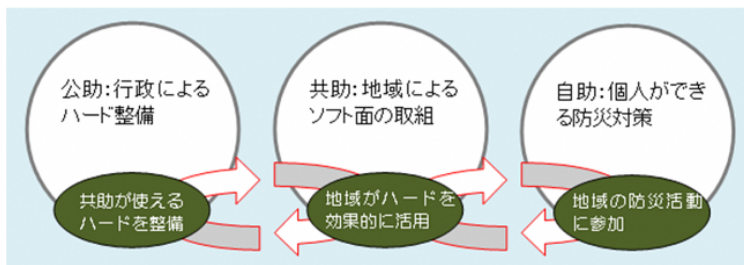 公助：行政による
ハード整備
共助：地域による
ソフト面の取組
自助：個人ができ
る防災対策
共助が使える
ハードを整備
地域がハードを
効果的に活用
地域の防災活動
に参加